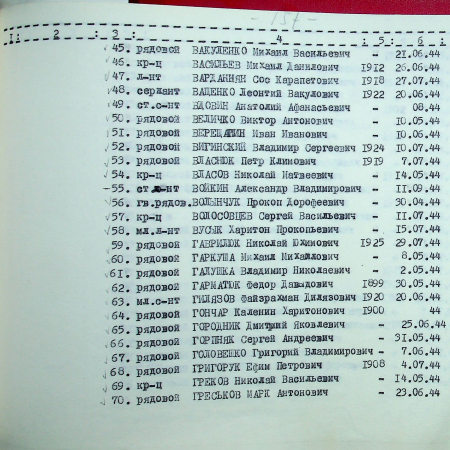 - 157 -
1: 2 : 3 : 4 : 5 : 6 :
45. рядовой ВАКУЛЕНКО Михаил Васильевич - 21.06.44
46. кр-ц ВАСИЛЬЕВ Михаил Данилович 1912 26.06.44
47. л-нт ВАРДАНЯН Сос Карапетович 1918 27.07.44
48. сержант ВАЩЕНКО Леонтий Вакулович 1922 20.06.44
49. ст.с-нт ВДОВИН Анатолий Афанасьевич - 08.44
50. рядовой ВЕЛИЧКО Виктор Антонович - 10.06.44
51. рядовой ВЕРЕЩАГИН Иван Иванович - 10.06.44
52. рядовой ВИГИНСКИЙ Владимир Сергеевич 1924 10.07.44
53. рядовой ВЛАСЮК Петр Климович 1919 7.07.44
54. кр-ц ВЛАСОВ Николай Матвеевич - 14.05.44
55. ст л-нт ВОЙКИН Александр Владимирович - 11.09.44
56. гв.рядов. ВОЛЫНЧУК Прокоп Дорофеевич - 30.04.44
57. кр-ц ВОЛОСОВЦЕВ Сергей Васильевич - 11.07.44
58. мл.л-нт ВУСЫК Харитон Прокопьевич - 15.07.44
59. рядовой ГАВРИЛЮК Николай Юхимович 1925 29.07.44
60. рядовой ГАРКУША Михаил Михайлович - 8.05.44
61. рядовой ГАЛУШКА Владимир Николаевич - 2.05.44
62. рядовой ГАРМАТЮК Федор Давыдович 1899 30.05.44
63. мл.с-нт ГИЛЯЗОВ Файзрахман Дилязович 1920 20.06.44
64. рядовой ГОНЧАР Каленин Харитонович 1900 44
65. рядовой ГОРОДНИК Дмитрий Яковлевич - 25.06.44
66. рядовой ГОРПНЯК Сергей Андреевич - 31.05.44
67. рядовой ГОЛОВЕШКО Григорий Владимирович - 7.06.44
68. рядовой ГРИГОРУК Ефим Петрович 1908 4.07.44
69. кр-ц ГРЕКОВ Николай Васильевич - 14.05.44
70. рядовой ГРЕСЬКОВ МАРК Антонович - 23.06.44